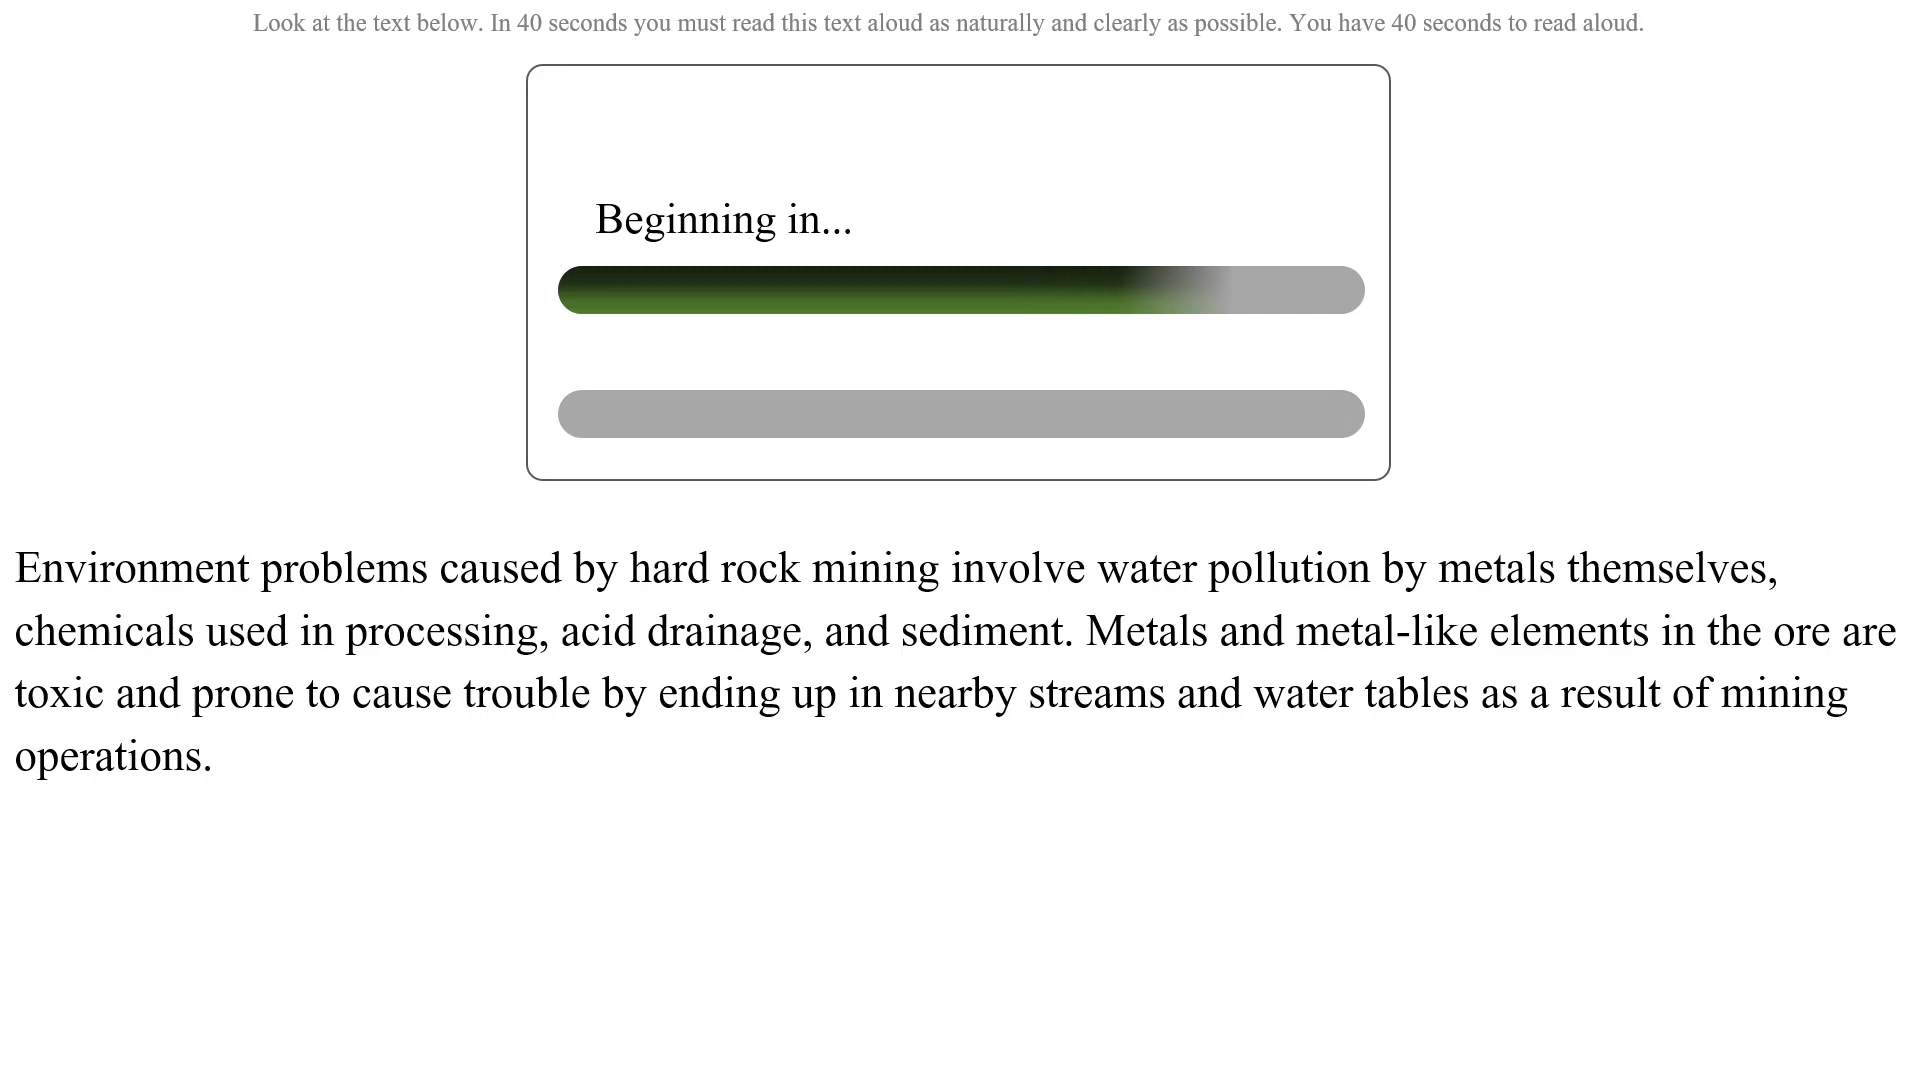 Look at the text below. In 40 seconds you must read this text aloud as naturally and clearly as possible. You have 40 seconds to read aloud.
Beginning in...
Environment problems caused by hard rock mining involve water pollution by metals themselves,
chemicals used in processing, acid drainage, and sediment. Metals and metal-like elements in the ore are
toxic and prone to cause trouble by ending up in nearby streams and water tables as a result of mining
operations.